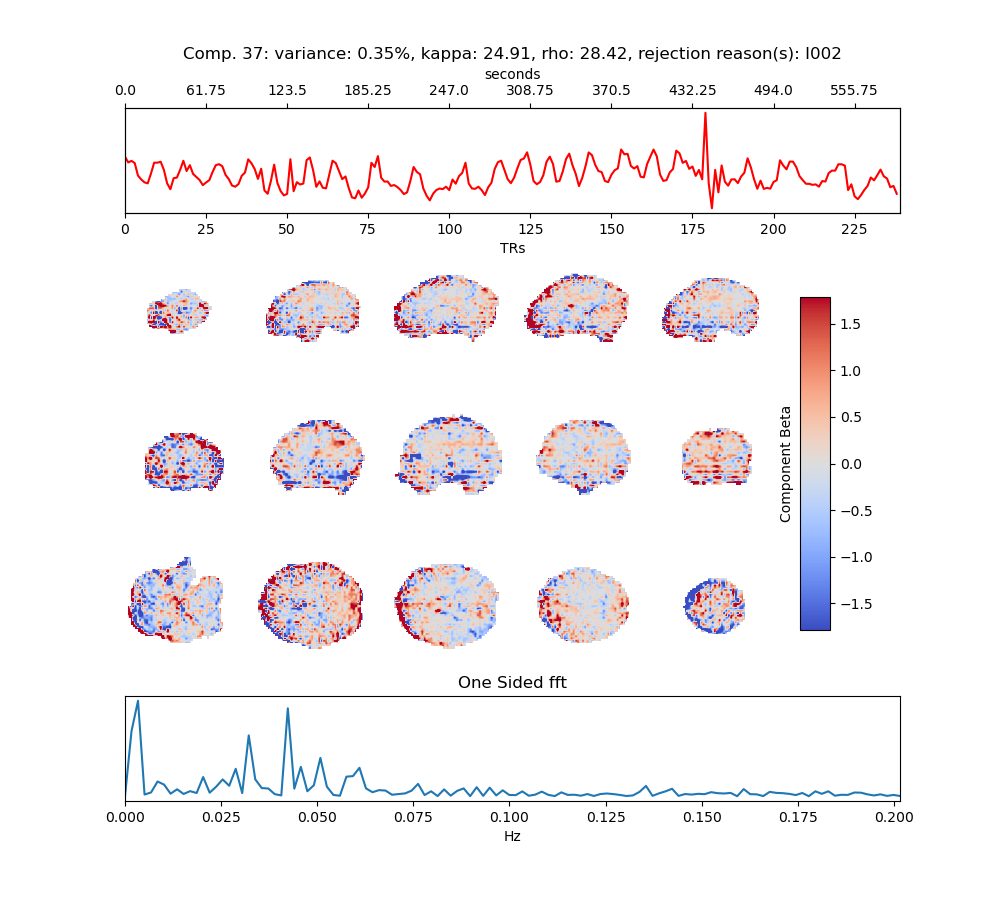 Comp. 37: variance: 0.35%, kappa: 24.91, rho: 28.42, rejection reason(s): I002
seconds
0.0 61.75 123.5 185.25 247.0 308.75 370.5 432.25 494.0 555.75
0 25 50 75 100 125 150 175 200 225
TRs
1.5
1.0
0.5
0.0
−0.5
−1.0
−1.5
Component Beta
One Sided fft
0.000 0.025 0.050 0.075 0.100 0.125 0.150 0.175 0.200
Hz